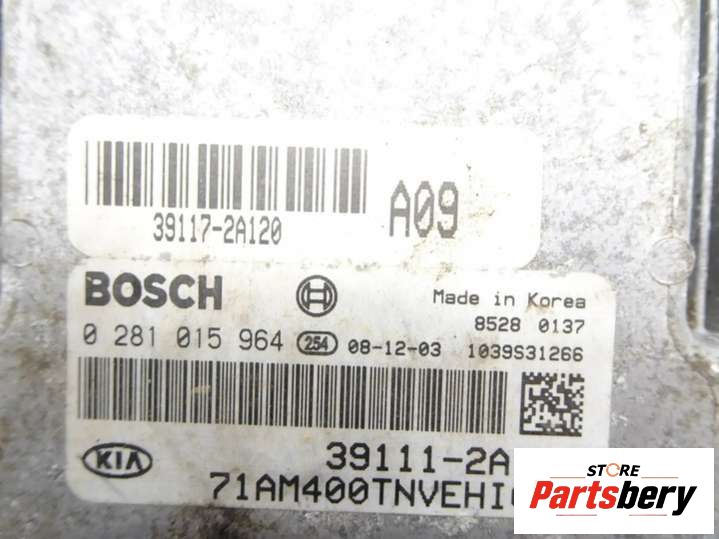 A09
39117-2A120
BOSCH
Made in Korea
8528 0137
0 281 015 964 254 08-12-03 1039S31266
KIA
39111-2A
71AM400TNVEHI
STORE
Partsbery